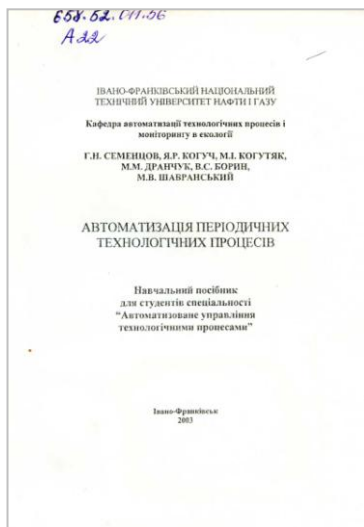 658.52.011.56
А 22
ІВАНО-ФРАНКІВСЬКИЙ НАЦІОНАЛЬНИЙ
ТЕХНІЧНИЙ УНІВЕРСИТЕТ НАФТИ І ГАЗУ
Кафедра автоматизації технологічних процесів і
моніторингу в екології
Г.Н. СЕМЕНЦОВ, Я.Р. КОГУЧ, М.І. КОГУТЯК,
М.М. ДРАНЧУК, В.С. БОРИН,
М.В. ШАВРАНСЬКИЙ
АВТОМАТИЗАЦІЯ ПЕРІОДИЧНИХ
ТЕХНОЛОГІЧНИХ ПРОЦЕСІВ
Навчальний посібник
для студентів спеціальності
“Автоматизоване управління
технологічними процесами”
Івано-Франківськ
2003